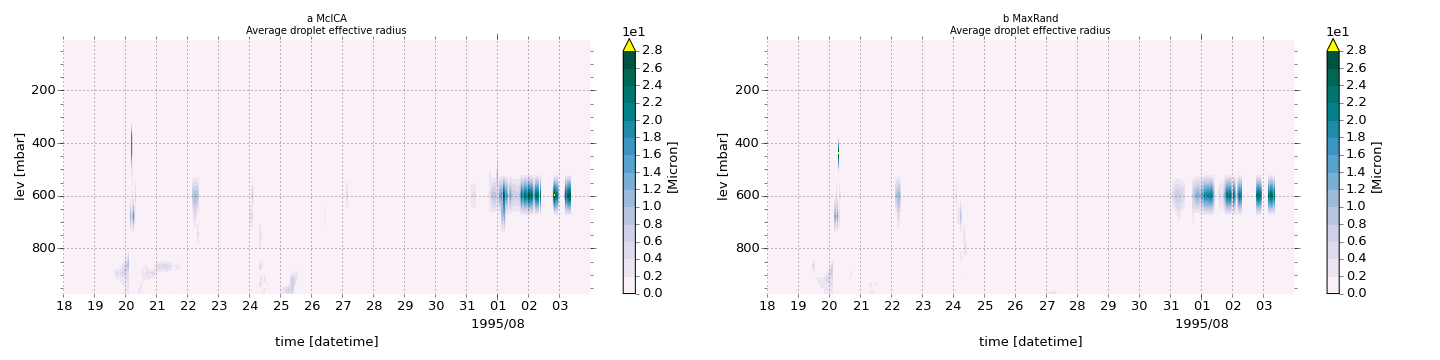 a McICA
Average droplet effective radius
1e1
2.8
2.6
2.4
2.2
2.0
1.8
1.6
1.4
1.2
1.0
0.8
0.6
0.4
0.2
0.0
[Micron]
lev [mbar]
200
400
600
800
18 19 20 21 22 23 24 25 26 27 28 29 30 31 01 02 03
1995/08
time [datetime]
b MaxRand
Average droplet effective radius
1e1
2.8
2.6
2.4
2.2
2.0
1.8
1.6
1.4
1.2
1.0
0.8
0.6
0.4
0.2
0.0
[Micron]
lev [mbar]
200
400
600
800
18 19 20 21 22 23 24 25 26 27 28 29 30 31 01 02 03
1995/08
time [datetime]